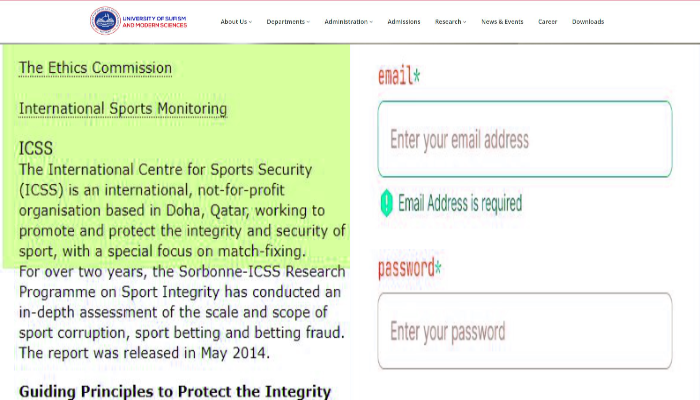 UNIVERSITY OF SUFISM
AND MODERN SCIENCES
About Us
Departments
Administration
Admissions
Research
News & Events
Career
Downloads
The Ethics Commission
International Sports Monitoring
ICSS
The International Centre for Sports Security
(ICSS) is an international, not-for-profit
organisation based in Doha, Qatar, working to
promote and protect the integrity and security of
sport, with a special focus on match-fixing.
For over two years, the Sorbonne-ICSS Research
Programme on Sport Integrity has conducted an
in-depth assessment of the scale and scope of
sport corruption, sport betting and betting fraud.
The report was released in May 2014.
Guiding Principles to Protect the Integrity
email*
Enter your email address
Email Address is required
password*
Enter your password